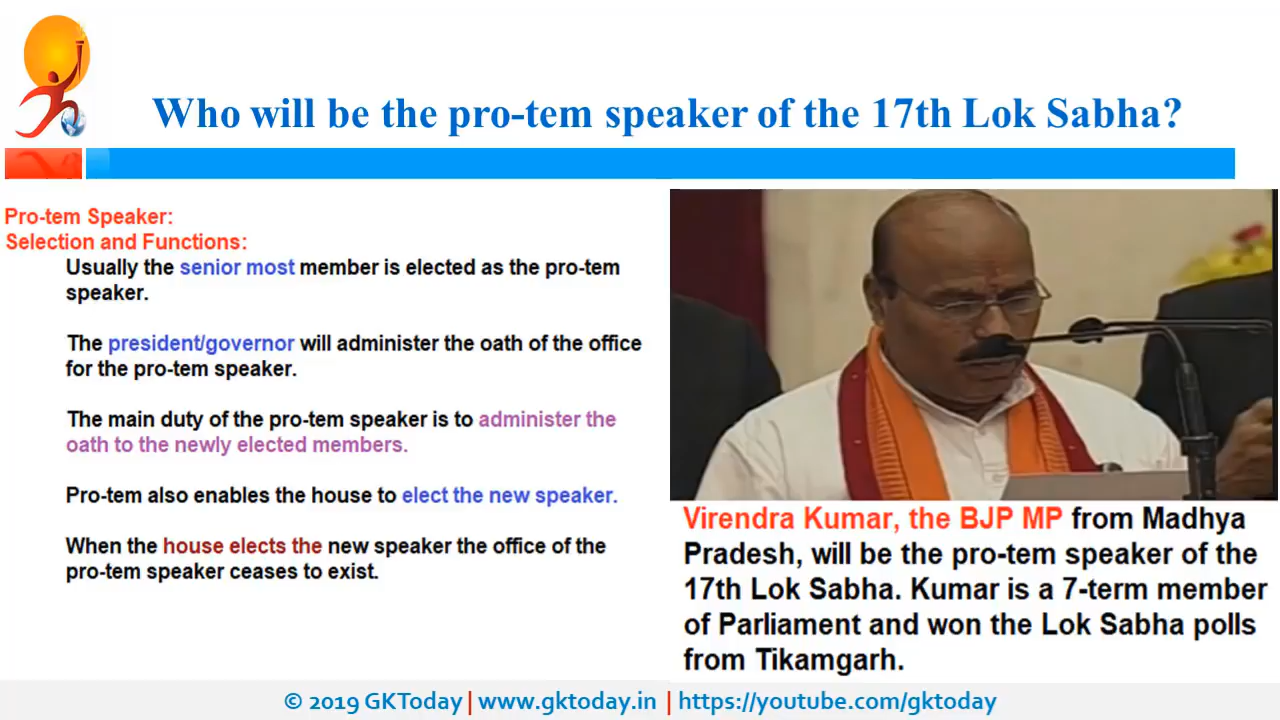 Who will be the pro-tem speaker of the 17th Lok Sabha?
Pro-tem Speaker:
Selection and Functions:
Usually the senior most member is elected as the pro-tem
speaker.
The president/governor will administer the oath of the office
for the pro-tem speaker.
The main duty of the pro-tem speaker is to administer the
oath to the newly elected members.
Pro-tem also enables the house to elect the new speaker.
When the house elects the new speaker the office of the
pro-tem speaker ceases to exist.
Virendra Kumar, the BJP MP from Madhya
Pradesh, will be the pro-tem speaker of the
17th Lok Sabha. Kumar is a 7-term member
of Parliament and won the Lok Sabha polls
from Tikamgarh.
© 2019 GKToday | www.gktoday.in | https://youtube.com/gktoday